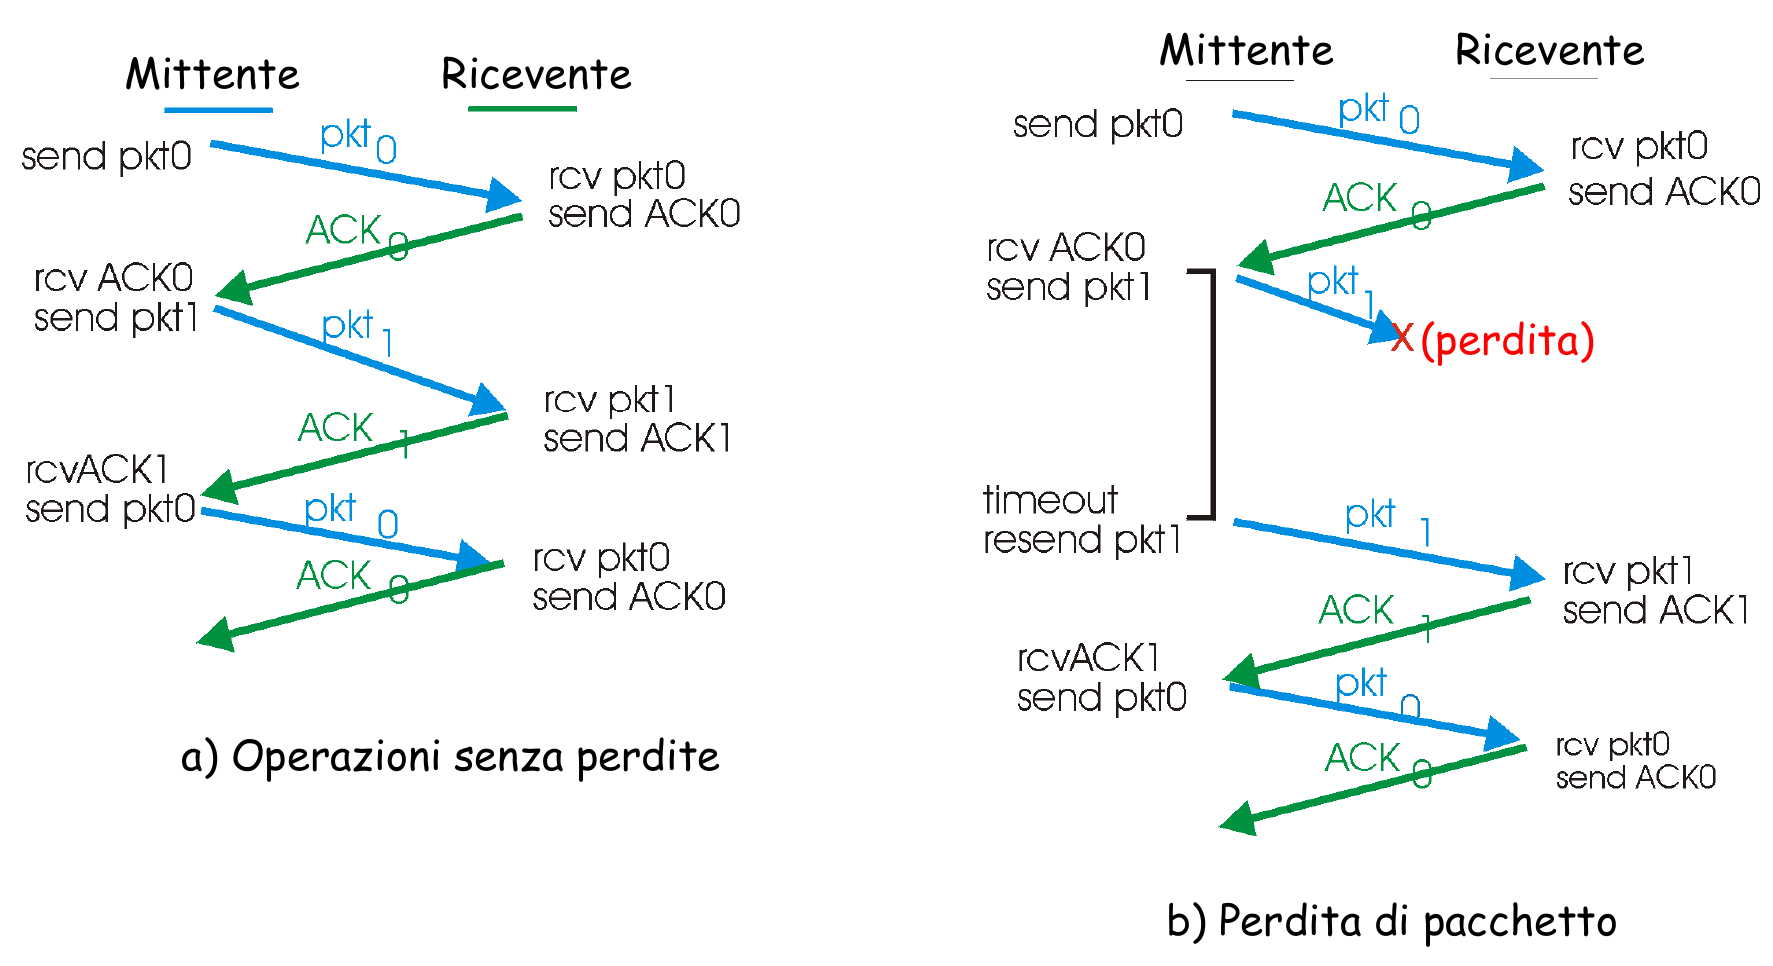 Mittente Ricevente
send pkt0
pkt 0
rcv pkt0
send ACK0
ACK 0
rcv ACK0
send pkt1
pkt 1
rcv pkt1
send ACK1
ACK 1
rcvACK1
send pkt0
pkt 0
rcv pkt0
send ACK0
ACK 0
a) Operazioni senza perdite
Mittente Ricevente
send pkt0
pkt 0
rcv pkt0
send ACK0
ACK 0
rcv ACK0
send pkt1
pkt 1
X (perdita)
timeout
resend pkt1
pkt 1
rcv pkt1
send ACK1
ACK 1
rcvACK1
send pkt0
pkt 0
rcv pkt0
send ACK0
ACK 0
b) Perdita di pacchetto